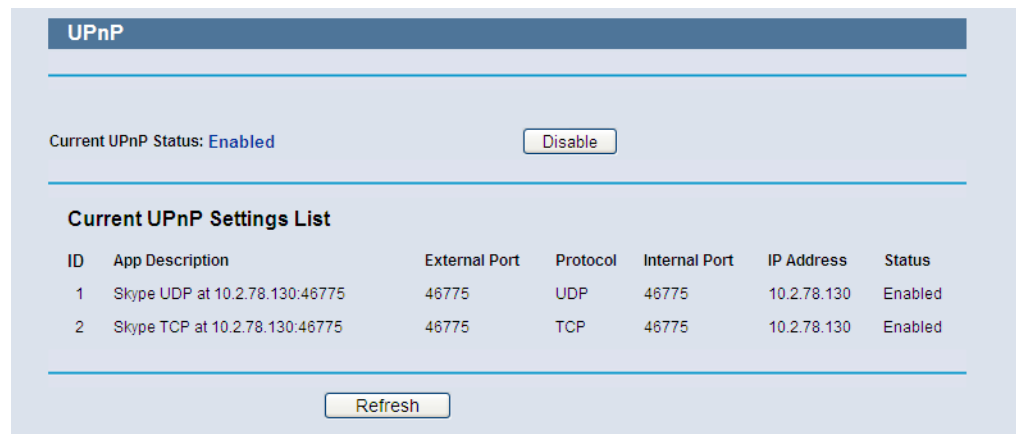 UPnP
Current UPnP Status: Enabled Disable
Current UPnP Settings List
ID App Description External Port Protocol Internal Port IP Address Status
1 Skype UDP at 10.2.78.130:46775 46775 UDP 46775 10.2.78.130 Enabled
2 Skype TCP at 10.2.78.130:46775 46775 TCP 46775 10.2.78.130 Enabled
Refresh